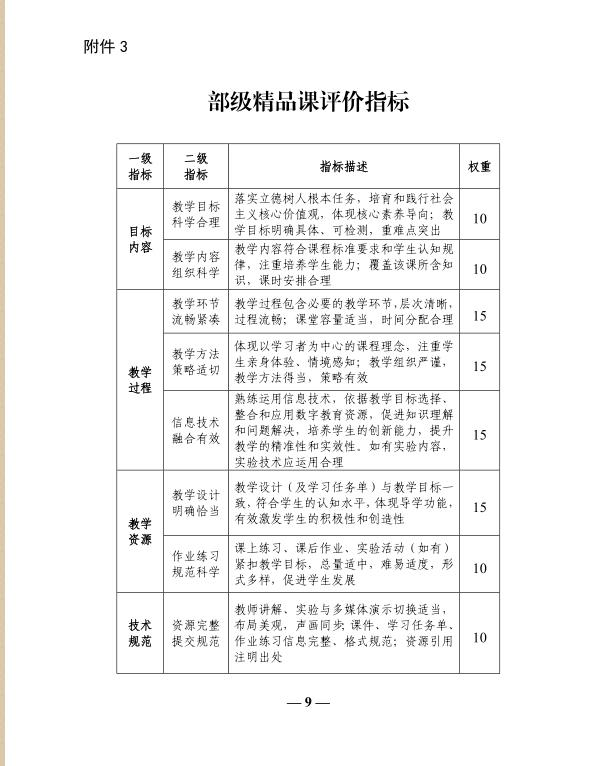 附件 3
部级精品课评价指标
一级
指标
二级
指标
指标描述
权重
目标
内容
教学目标
科学合理
落实立德树人根本任务，培育和践行社会
主义核心价值观，体现核心素养导向；教
学目标明确具体、可检测，重难点突出
10
教学内容
组织科学
教学内容符合课程标准要求和学生认知规
律，注重培养学生能力；覆盖该课所含知
识，课时安排合理
10
教学
过程
教学环节
流畅紧凑
教学过程包含必要的教学环节，层次清晰，
过程流畅；课堂容量适当，时间分配合理
15
教学方法
策略适切
体现以学习者为中心的课程理念，注重学
生亲身体验、情境感知；教学组织严谨，
教学方法得当，策略有效
15
信息技术
融合有效
熟练运用信息技术，依据教学目标选择、
整合和应用数字教育资源，促进知识理解
和问题解决，培养学生的创新能力，提升
教学的精准性和实效性。如有实验内容，
实验技术应运用合理
15
教学
资源
教学设计
明确恰当
教学设计（及学习任务单）与教学目标一
致，符合学生的认知水平，体现导学功能，
有效激发学生的积极性和创造性
15
作业练习
规范科学
课上练习、课后作业、实验活动（如有）
紧扣教学目标，总量适中，难易适度，形
式多样，促进学生发展
10
技术
规范
资源完整
提交规范
教师讲解、实验与多媒体演示切换适当，
布局美观，声画同步；课件、学习任务单、
作业练习信息完整、格式规范；资源引用
注明出处
10
— 9 —